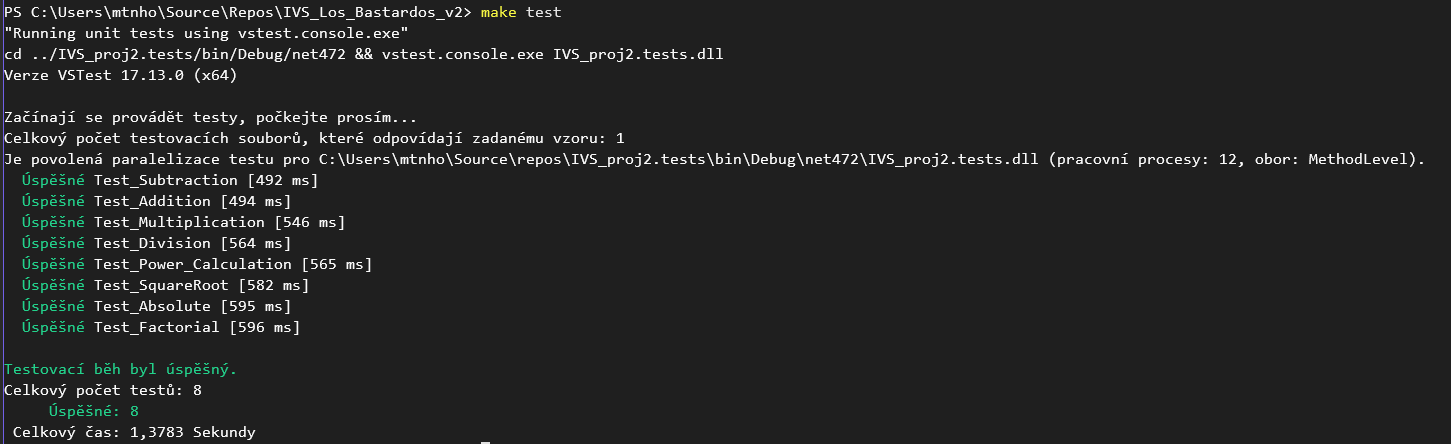 PS C:\Users\mtnho\Source\Repos\IVS_Los_Bastardos_v2> make test
"Running unit tests using vstest.console.exe"
cd ../IVS_proj2.tests/bin/Debug/net472 && vstest.console.exe IVS_proj2.tests.dll
Verze VSTest 17.13.0 (x64)
Začínají se provádět testy, počkejte prosím...
Celkový počet testovacích souborů, které odpovídají zadanému vzoru: 1
Je povolená paralelizace testu pro C:\Users\mtnho\Source\repos\IVS_proj2.tests\bin\Debug\net472\IVS_proj2.tests.dll (pracovní procesy: 12, obor: MethodLevel).
Úspěšné Test_Subtraction [492 ms]
Úspěšné Test_Addition [494 ms]
Úspěšné Test_Multiplication [546 ms]
Úspěšné Test_Division [564 ms]
Úspěšné Test_Power_Calculation [565 ms]
Úspěšné Test_SquareRoot [582 ms]
Úspěšné Test_Absolute [595 ms]
Úspěšné Test_Factorial [596 ms]
Testovací běh byl úspěšný.
Celkový počet testů: 8
Úspěšné: 8
Celkový čas: 1,3783 Sekundy